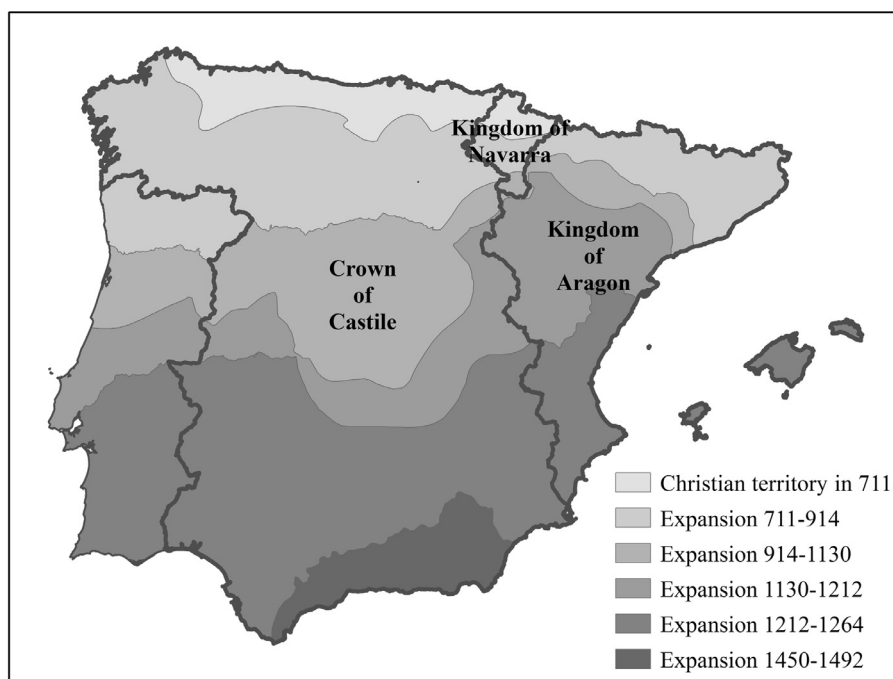 Kingdom of
Navarra
Kingdom
of
Aragon
Crown
of
Castile
Christian territory in 711
Expansion 711-914
Expansion 914-1130
Expansion 1130-1212
Expansion 1212-1264
Expansion 1450-1492